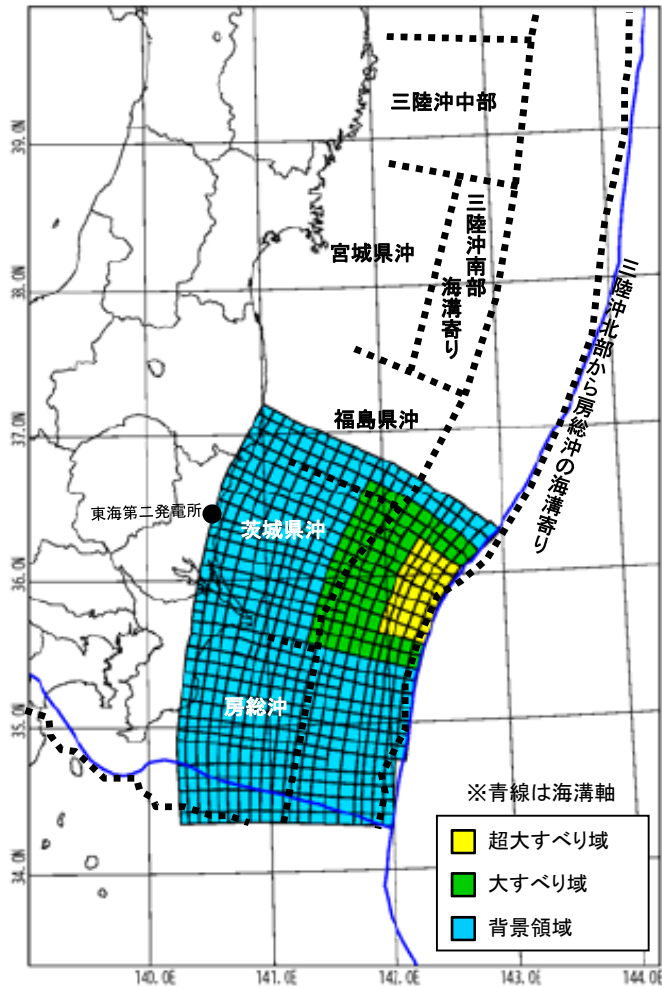 三陸沖中部
39.0N
三陸沖南部
海溝寄り
宮城県沖
38.0N
三陸沖北部から房総沖の海溝寄り
福島県沖
37.0N
東海第二発電所
茨城県沖
36.0N
房総沖
35.0N
※青線は海溝軸
超大すべり域
34.0N
大すべり域
背景領域
140.0E
141.0E
142.0E
143.0E
144.0E